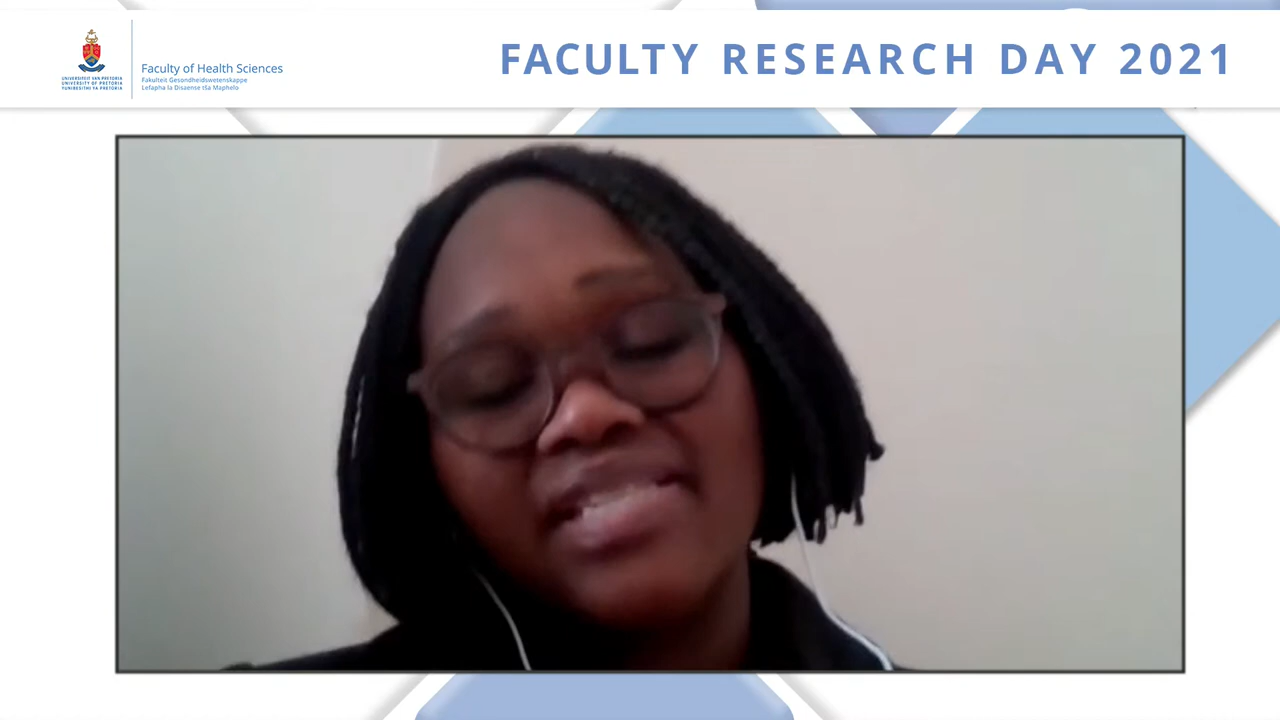 UNIVERSITEIT VAN PRETORIA
UNIVERSITY OF PRETORIA
YUNIBESITHI YA PRETORIA
Faculty of Health Sciences
Fakulteit Gesondheidswetenskappe
Lefapha la Disaense tša Maphelo
FACULTY RESEARCH DAY 2021